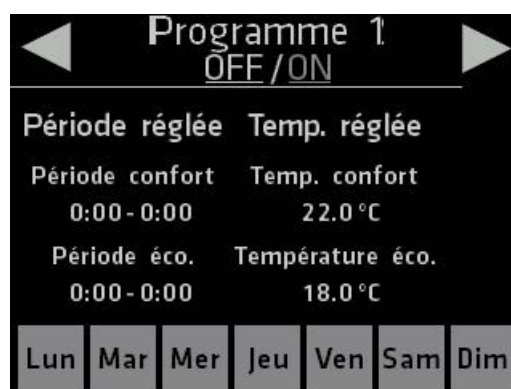 Programme 1
OFF/ON
Période réglée Temp. réglée
Période confort Temp. confort
0:00-0:00 22.0°C
Période éco. Température éco.
0:00-0:00 18.0°C
Lun Mar Mer Jeu Ven Sam Dim